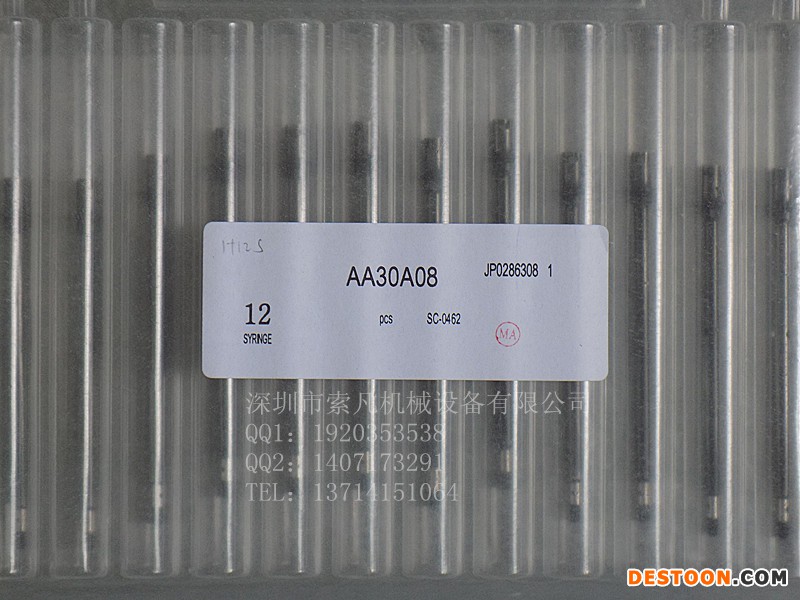 H12S
AA30A08
JP0286308 1
12
pcs
SC-0462
SYRINGE
MA
深圳市索凡机械设备有限公司
QQ1: 1920353538
QQ2: 1407173291
TEL: 13714151064
DESTOON.COM